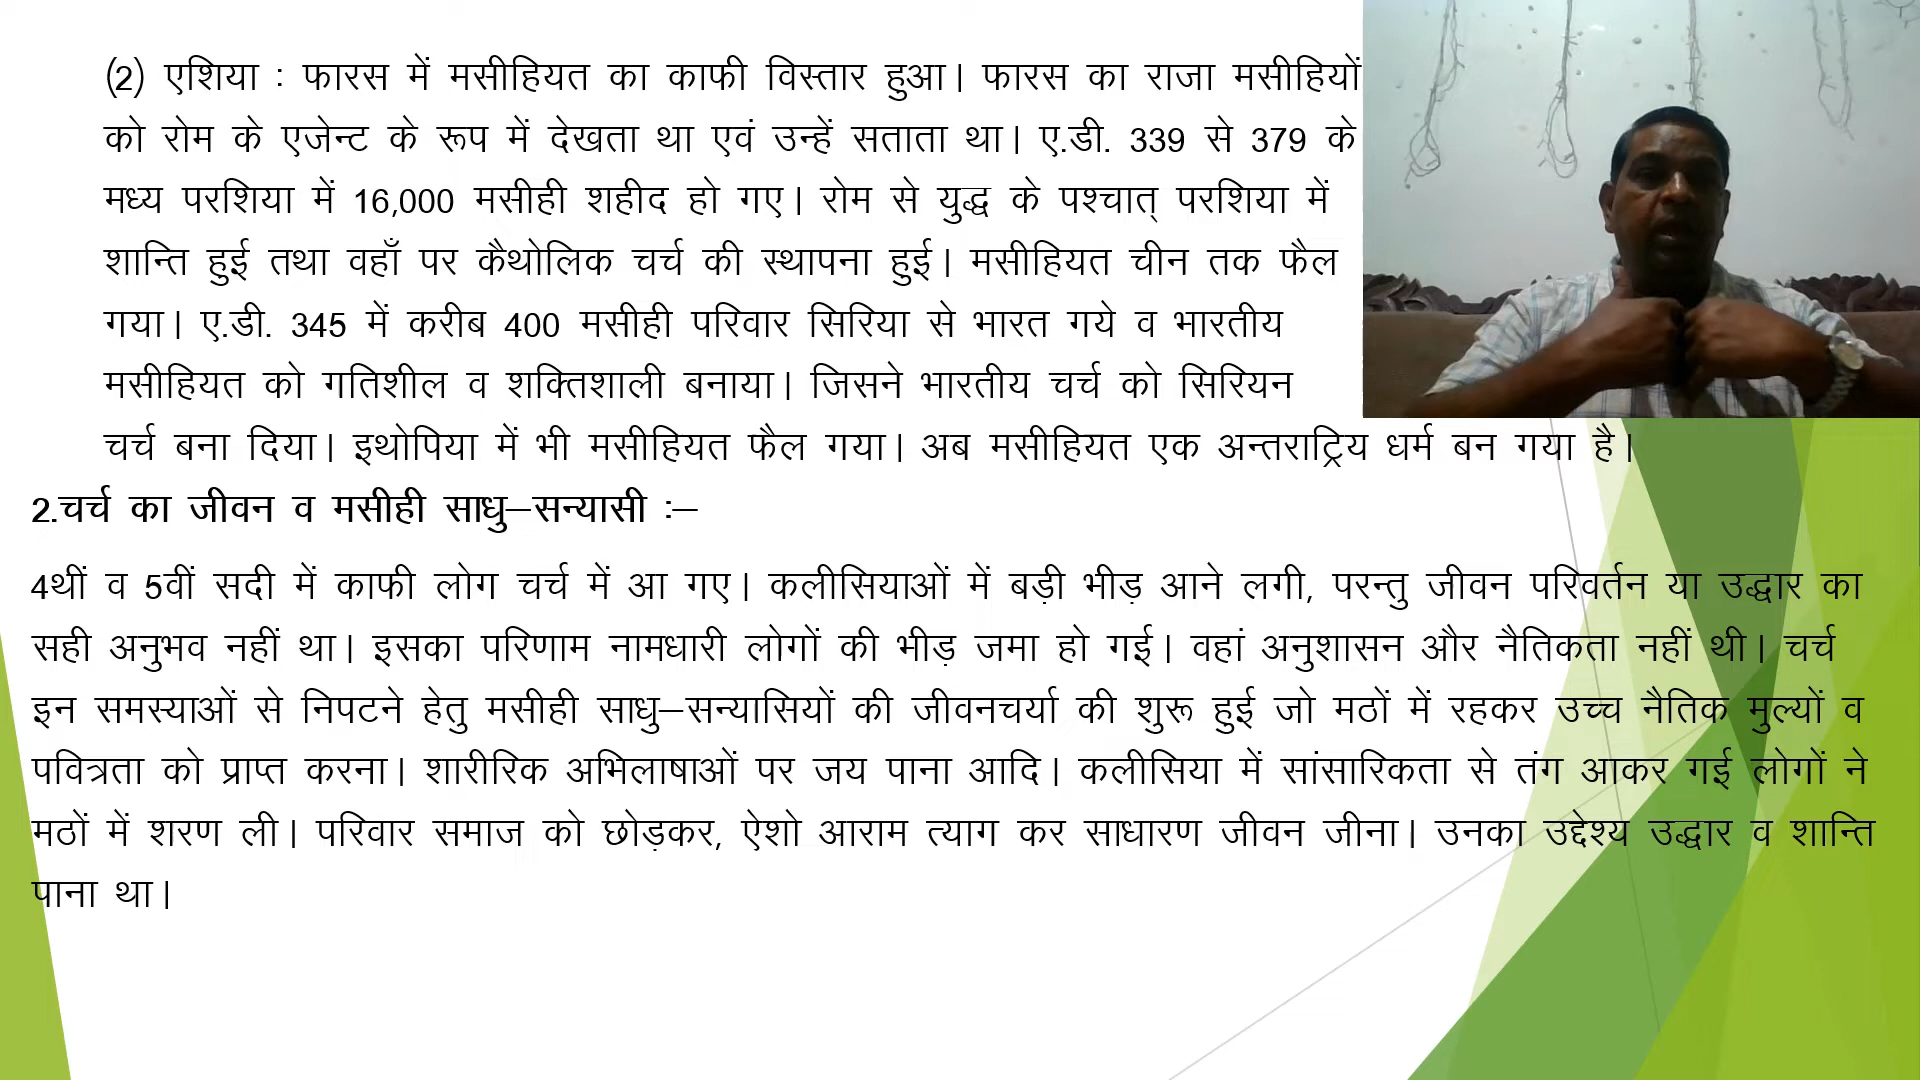 (2) एशिया : फारस में मसीहियत का काफी विस्तार हुआ। फारस का राजा मसीहियों
को रोम के एजेन्ट के रूप में देखता था एवं उन्हें सताता था। ए.डी. 339 से 379 के
मध्य परशिया में 16,000 मसीही शहीद हो गए। रोम से युद्ध के पश्चात् परशिया में
शान्ति हुई तथा वहाँ पर कैथोलिक चर्च की स्थापना हुई। मसीहियत चीन तक फैल
गया। ए.डी. 345 में करीब 400 मसीही परिवार सिरिया से भारत गये व भारतीय
मसीहियत को गतिशील व शक्तिशाली बनाया। जिसने भारतीय चर्च को सिरियन
चर्च बना दिया। इथोपिया में भी मसीहियत फैल गया। अब मसीहियत एक अन्तराट्रिय धर्म बन गया है।
2.चर्च का जीवन व मसीही साधु–सन्यासी :–
4थीं व 5वीं सदी में काफी लोग चर्च में आ गए। कलीसियाओं में बड़ी भीड़ आने लगी, परन्तु जीवन परिवर्तन या उद्धार का
सही अनुभव नहीं था। इसका परिणाम नामधारी लोगों की भीड़ जमा हो गई। वहां अनुशासन और नैतिकता नहीं थी। चर्च
इन समस्याओं से निपटने हेतु मसीही साधु–सन्यासियों की जीवनचर्या की शुरू हुई जो मठों में रहकर उच्च नैतिक मुल्यों व
पवित्रता को प्राप्त करना। शारीरिक अभिलाषाओं पर जय पाना आदि। कलीसिया में सांसारिकता से तंग आकर गई लोगों ने
मठों में शरण ली। परिवार समाज को छोड़कर, ऐशो आराम त्याग कर साधारण जीवन जीना। उनका उद्देश्य उद्धार व शान्ति
पाना था।